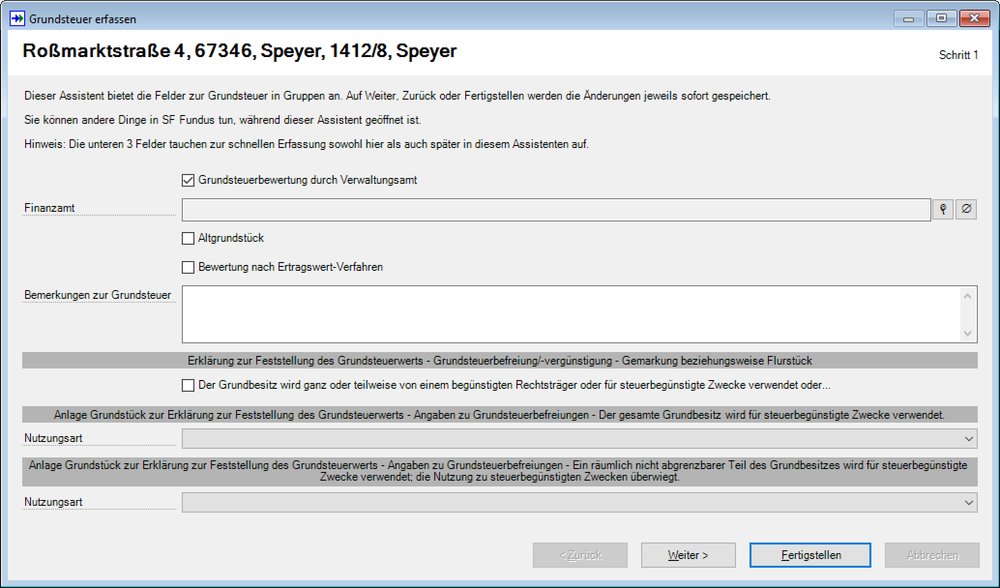 Grundsteuer erfassen
Roßmarktstraße 4, 67346, Speyer, 1412/8, Speyer
Schritt 1
Dieser Assistent bietet die Felder zur Grundsteuer in Gruppen an. Auf Weiter, Zurück oder Fertigstellen werden die Änderungen jeweils sofort gespeichert.
Sie können andere Dinge in SF Fundus tun, während dieser Assistent geöffnet ist.
Hinweis: Die unteren 3 Felder tauchen zur schnellen Erfassung sowohl hier als auch später in diesem Assistenten auf.
Grundsteuerbewertung durch Verwaltungsamt
Finanzamt
Altgrundstück
Bewertung nach Ertragswert-Verfahren
Bemerkungen zur Grundsteuer
Erklärung zur Feststellung des Grundsteuerwerts - Grundsteuerbefreiung/-vergünstigung - Gemarkung beziehungsweise Flurstück
Der Grundbesitz wird ganz oder teilweise von einem begünstigten Rechtsträger oder für steuerbegünstigte Zwecke verwendet oder...
Anlage Grundstück zur Erklärung zur Feststellung des Grundsteuerwerts - Angaben zu Grundsteuerbefreiungen - Der gesamte Grundbesitz wird für steuerbegünstigte Zwecke verwendet.
Nutzungsart
Anlage Grundstück zur Erklärung zur Feststellung des Grundsteuerwerts - Angaben zu Grundsteuerbefreiungen - Ein räumlich nicht abgrenzbarer Teil des Grundbesitzes wird für steuerbegünstigte
Zwecke verwendet; die Nutzung zu steuerbegünstigten Zwecken überwiegt.
Nutzungsart
< Zurück
Weiter >
Fertigstellen
Abbrechen